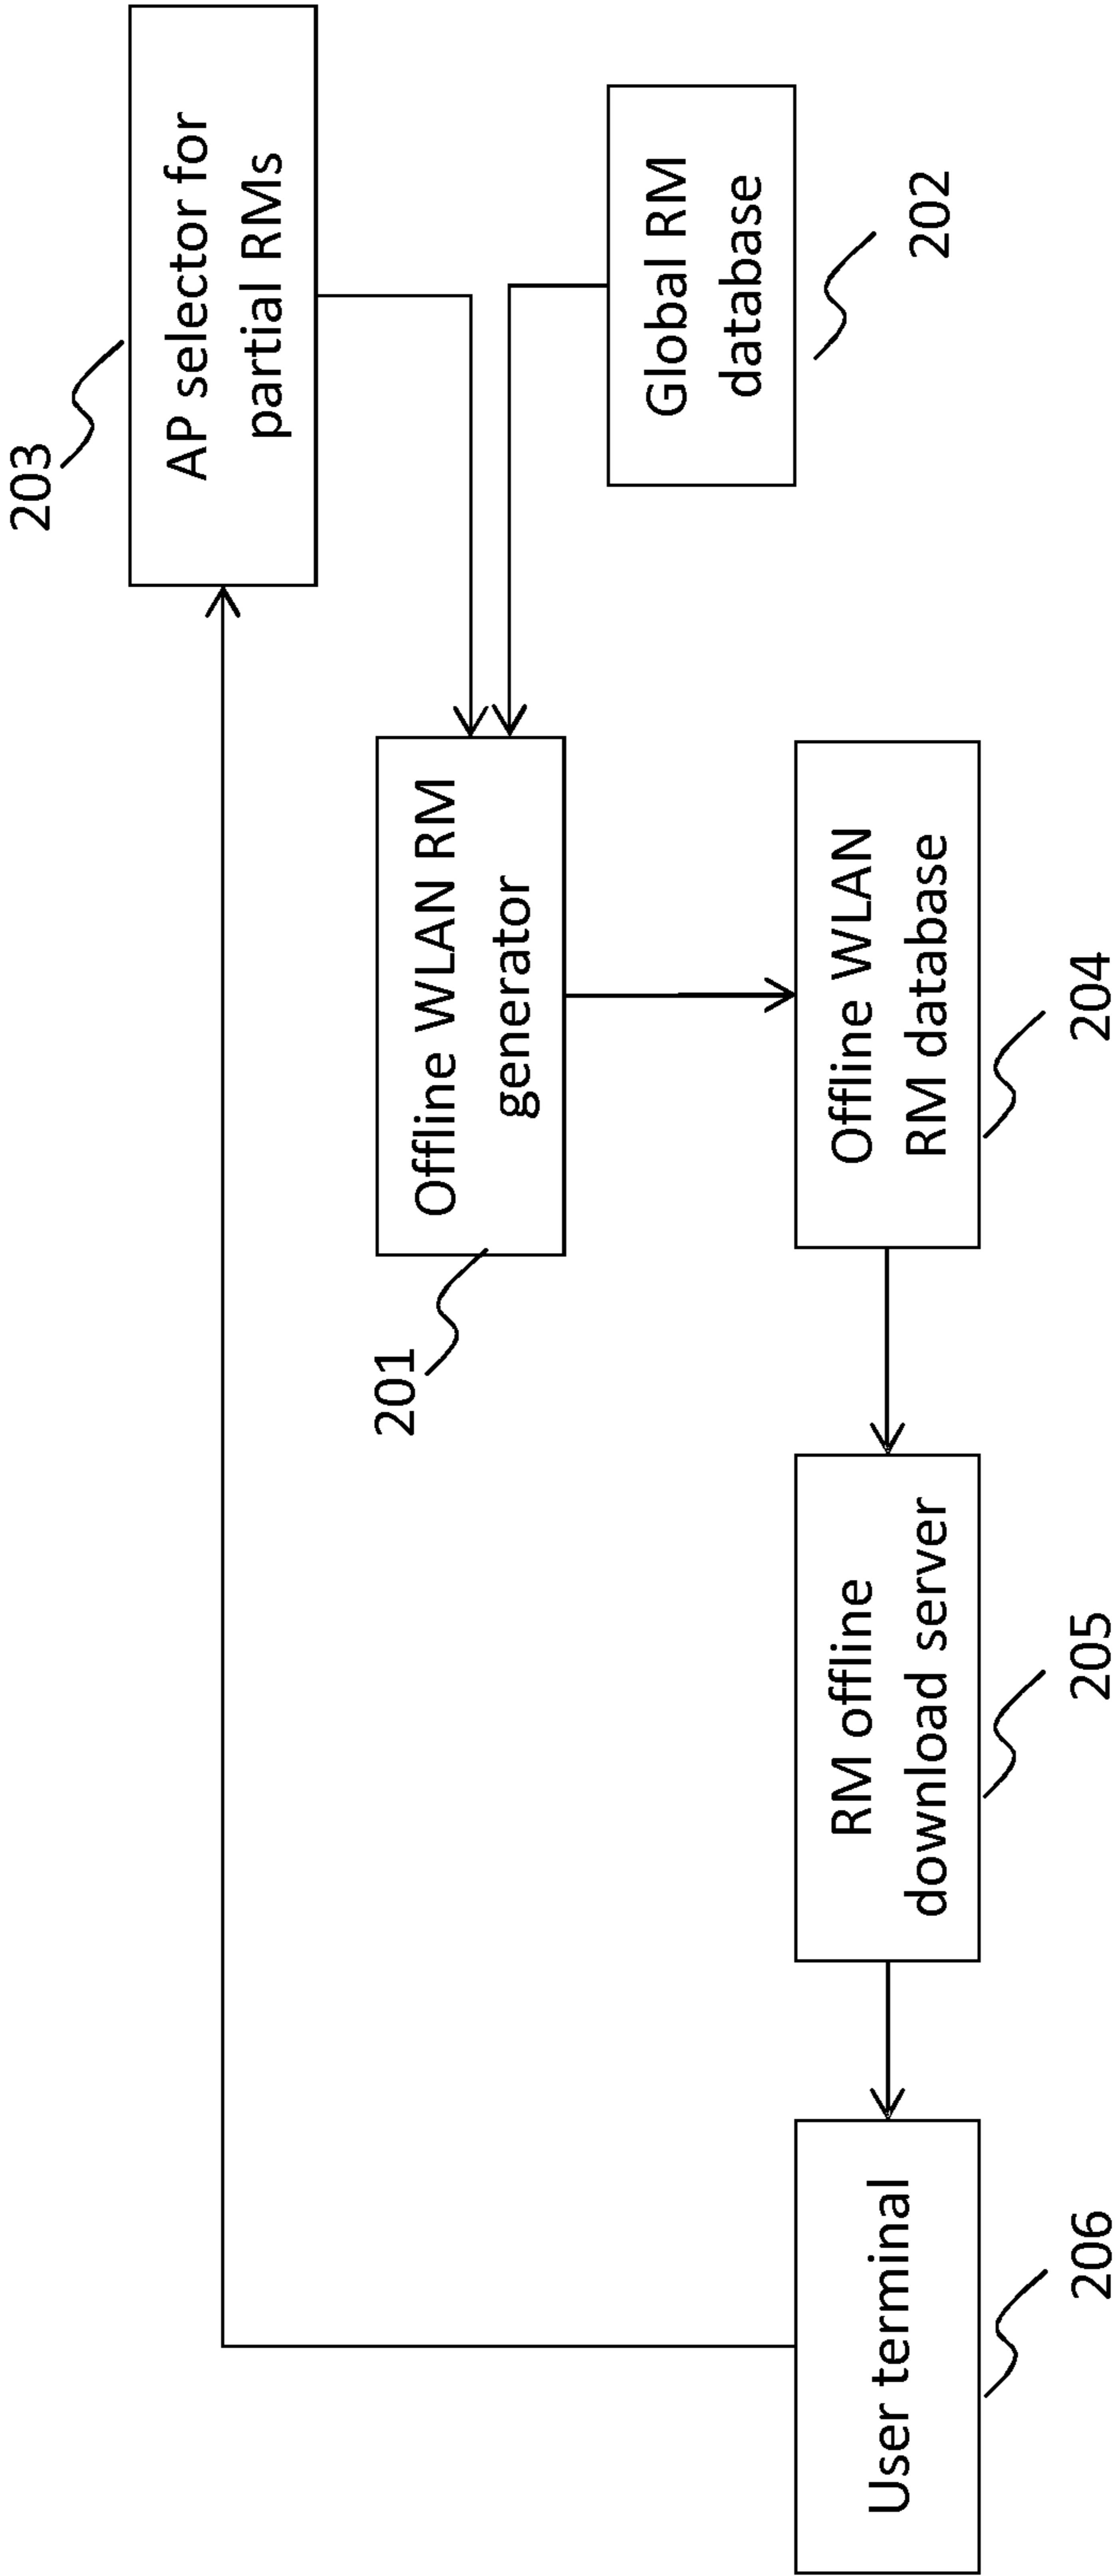 203
AP selector for
partial RMs
201
Offline WLAN RM
generator
Global RM
database
202
User terminal
206
RM offline
download server
205
Offline WLAN
RM database
204